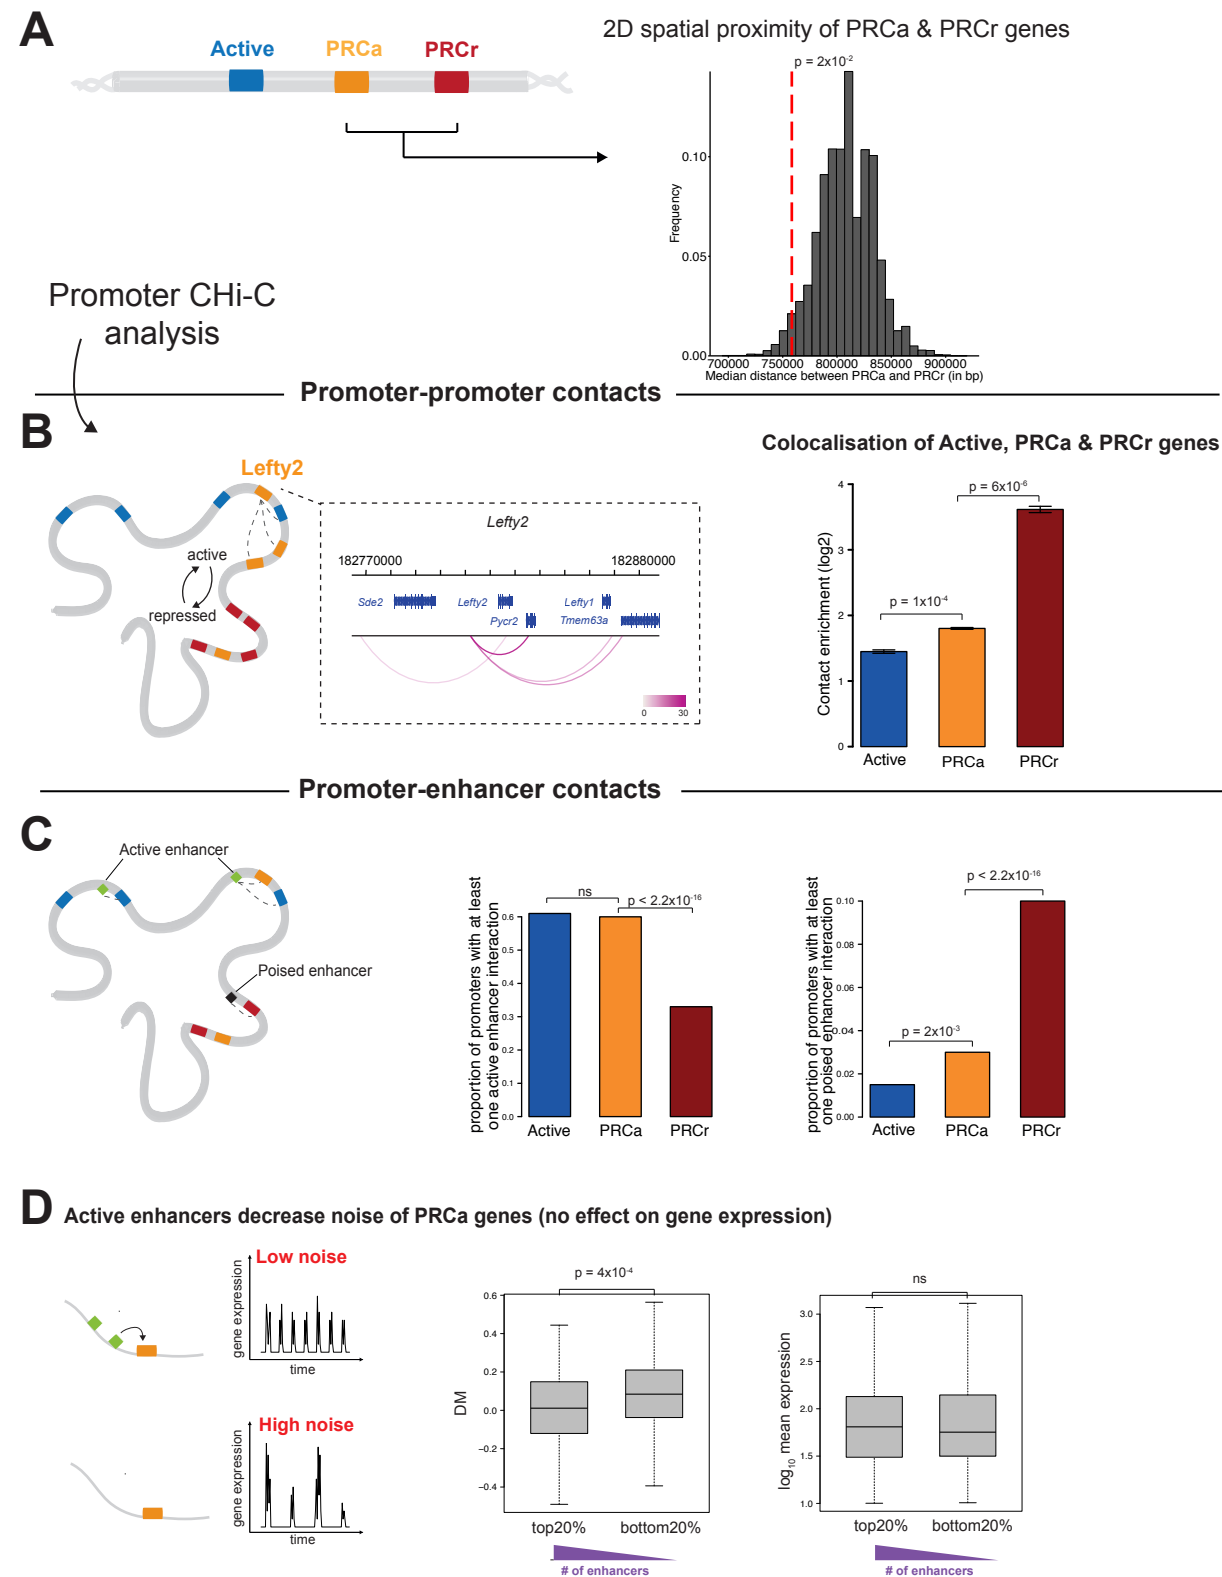 A
2D spatial proximity of PRCa & PRCr genes
Active PRCa PRCr
p = 2x10-2
Frequency
0.10
0.05
0.00
700000 750000 800000 850000 900000
Median distance between PRCa and PRCr (in bp)
Promoter CHi-C
analysis
Promoter-promoter contacts
B
Colocalisation of Active, PRCa & PRCr genes
Lefty2
active
repressed
Lefty2
182770000 182880000
Sde2 Lefty2 Lefty1
Pycr2 Tmem63a
0 30
Contact enrichment (log2)
4
3
2
1
0
p = 6x10-6
p = 1x10-4
Active PRCa PRCr
Promoter-enhancer contacts
C
Active enhancer
Poised enhancer
proportion of promoters with at least
one active enhancer interaction
0.6
0.5
0.4
0.3
0.2
0.1
0.0
ns
p < 2.2x10-16
Active PRCa PRCr
proportion of promoters with at least
one poised enhancer interaction
0.10
0.08
0.06
0.04
0.02
0.00
p < 2.2x10-16
p = 2x10-3
Active PRCa PRCr
D
Active enhancers decrease noise of PRCa genes (no effect on gene expression)
Low noise
gene expression
time
High noise
gene expression
time
p = 4x10-4
DM
0.6
0.4
0.2
0.0
−0.2
−0.4
top20% bottom20%
# of enhancers
ns
log10 mean expression
3.0
2.5
2.0
1.5
1.0
top20% bottom20%
# of enhancers